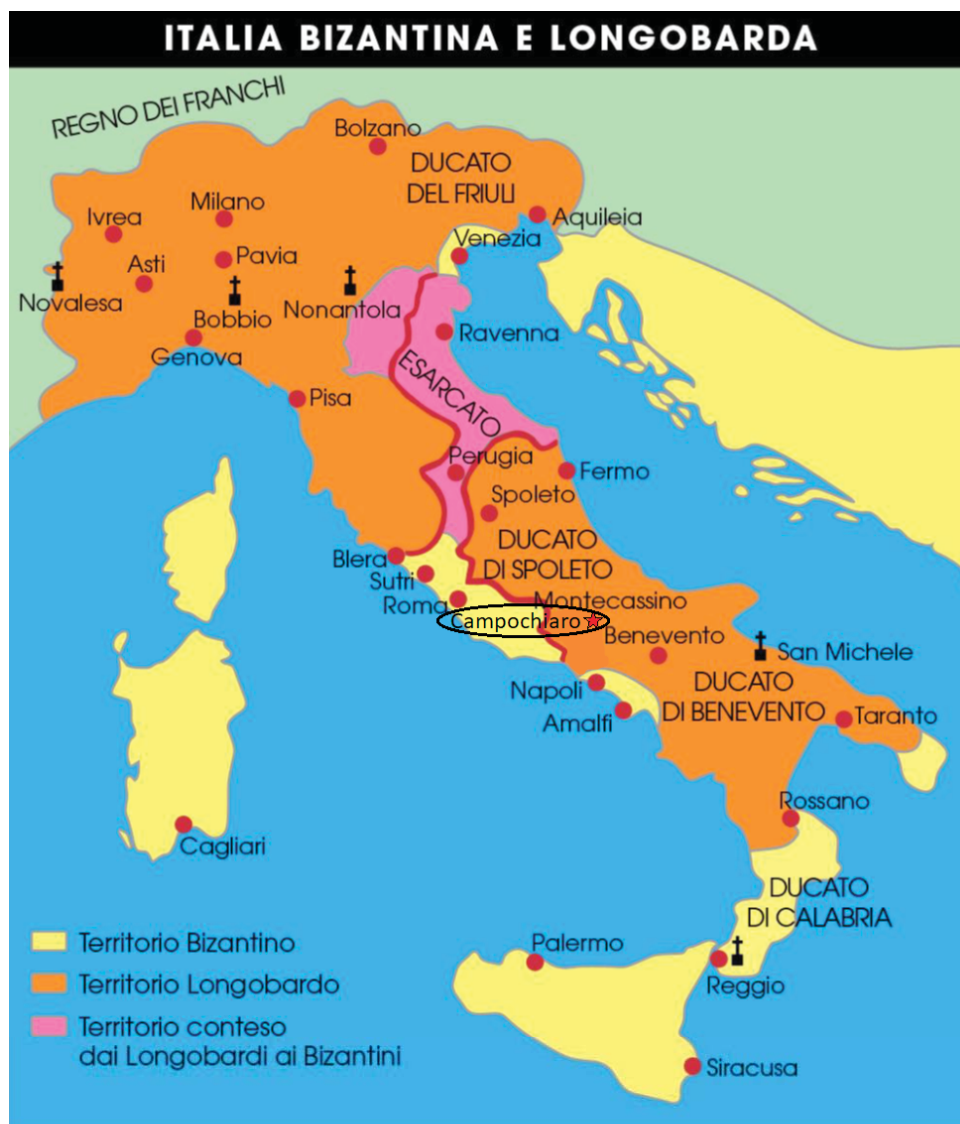 ITALIA BIZANTINA E LONGOBARDA
REGNO DEI FRANCHI
Bolzano
DUCATO
DEL FRIULI
Milano
Ivrea
Aquileia
Venezia
Pavia
Asti
Novalesa
Nonantola
Bobbio
Genova
Ravenna
ESARCATO
Pisa
Perugia
Fermo
Spoleto
DUCATO
DI SPOLETO
Blera
Sutri
Roma
Montecassino
Campochiaro
Benevento
San Michele
Napoli
DUCATO
DI BENEVENTO
Amalfi
Taranto
Rossano
Cagliari
DUCATO
DI CALABRIA
Palermo
Reggio
Siracusa
Territorio Bizantino
Territorio Longobardo
Territorio conteso
dai Longobardi ai Bizantini